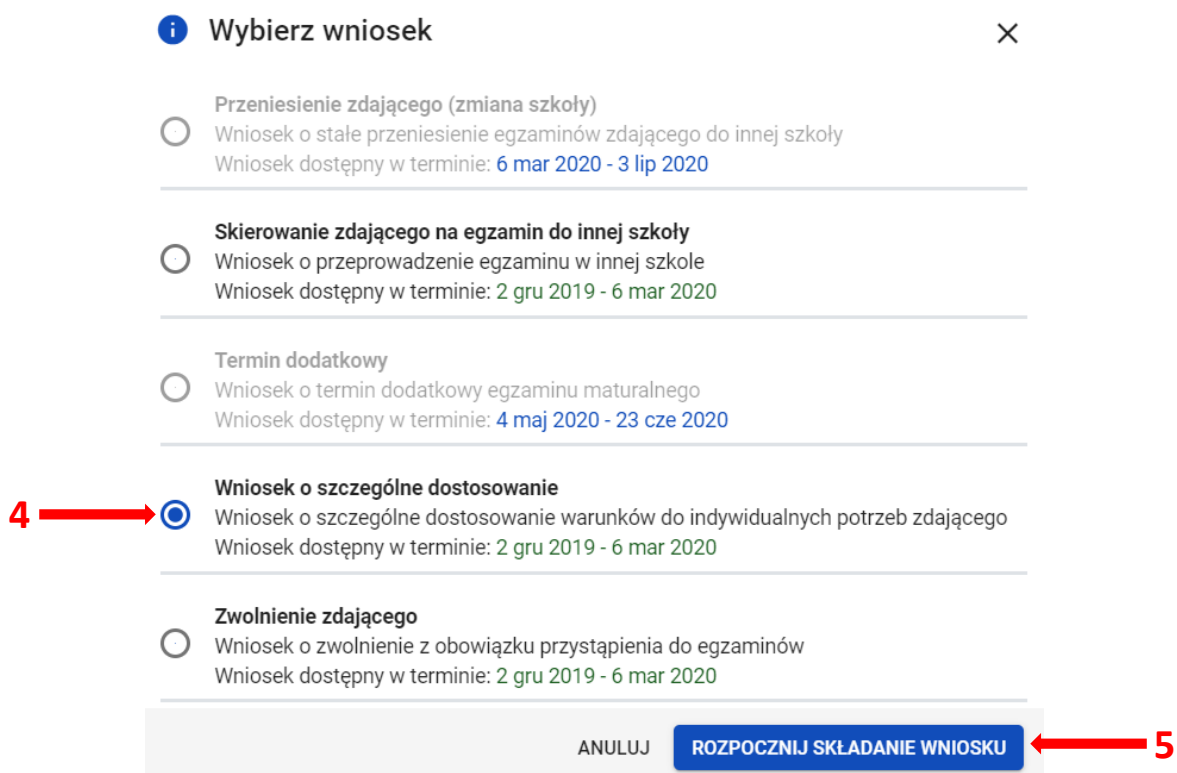 Wybierz wniosek
Przeniesienie zdającego (zmiana szkoły)
Wniosek o stałe przeniesienie egzaminów zdającego do innej szkoły
Wniosek dostępny w terminie: 6 mar 2020 - 3 lip 2020
Skierowanie zdającego na egzamin do innej szkoły
Wniosek o przeprowadzenie egzaminu w innej szkole
Wniosek dostępny w terminie: 2 gru 2019 - 6 mar 2020
Termin dodatkowy
Wniosek o termin dodatkowy egzaminu maturalnego
Wniosek dostępny w terminie: 4 maj 2020 - 23 cze 2020
Wniosek o szczególne dostosowanie
4 Wniosek o szczególne dostosowanie warunków do indywidualnych potrzeb zdającego
Wniosek dostępny w terminie: 2 gru 2019 - 6 mar 2020
Zwolnienie zdającego
Wniosek o zwolnienie z obowiązku przystąpienia do egzaminów
Wniosek dostępny w terminie: 2 gru 2019 - 6 mar 2020
ANULUJ ROZPOCZNIJ SKŁADANIE WNIOSKU 5